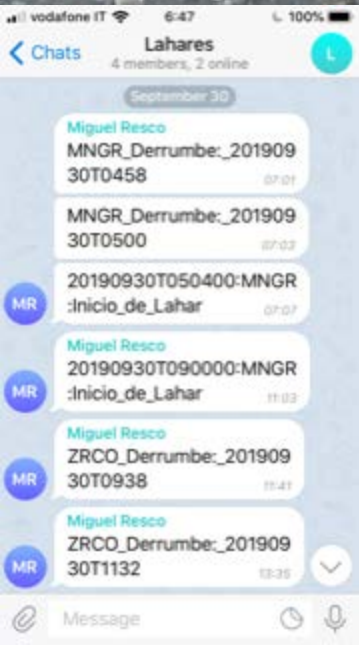 vodafone IT 6:47 100%
Chats
Lahares
4 members, 2 online
L
September 30
Miguel Resco
MNGR_Derrumbe:_201909
30T0458 07:01
MNGR_Derrumbe:_201909
30T0500 07:03
20190930T050400:MNGR
:Inicio_de_Lahar 07:07
MR
Miguel Resco
20190930T090000:MNGR
:Inicio_de_Lahar 11:03
MR
Miguel Resco
ZRCO_Derrumbe:_201909
30T0938 11:41
MR
Miguel Resco
ZRCO_Derrumbe:_201909
30T1132 13:35
MR
Message